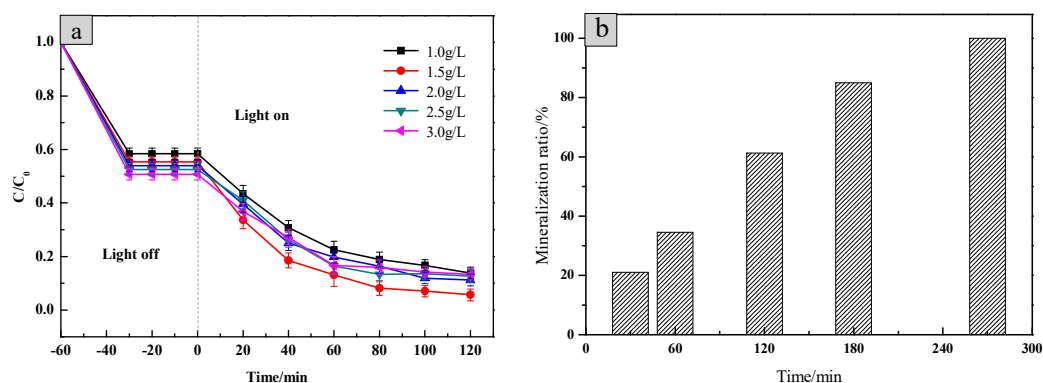 a
1.0
0.8
0.6
0.4
0.2
0.0
C/C0
1.0g/L
1.5g/L
2.0g/L
2.5g/L
3.0g/L
Light on
Light off
-60 -40 -20 0 20 40 60 80 100 120
Time/min
b
100
80
60
40
20
0
Mineralization ratio/%
0 60 120 180 240 300
Time/min